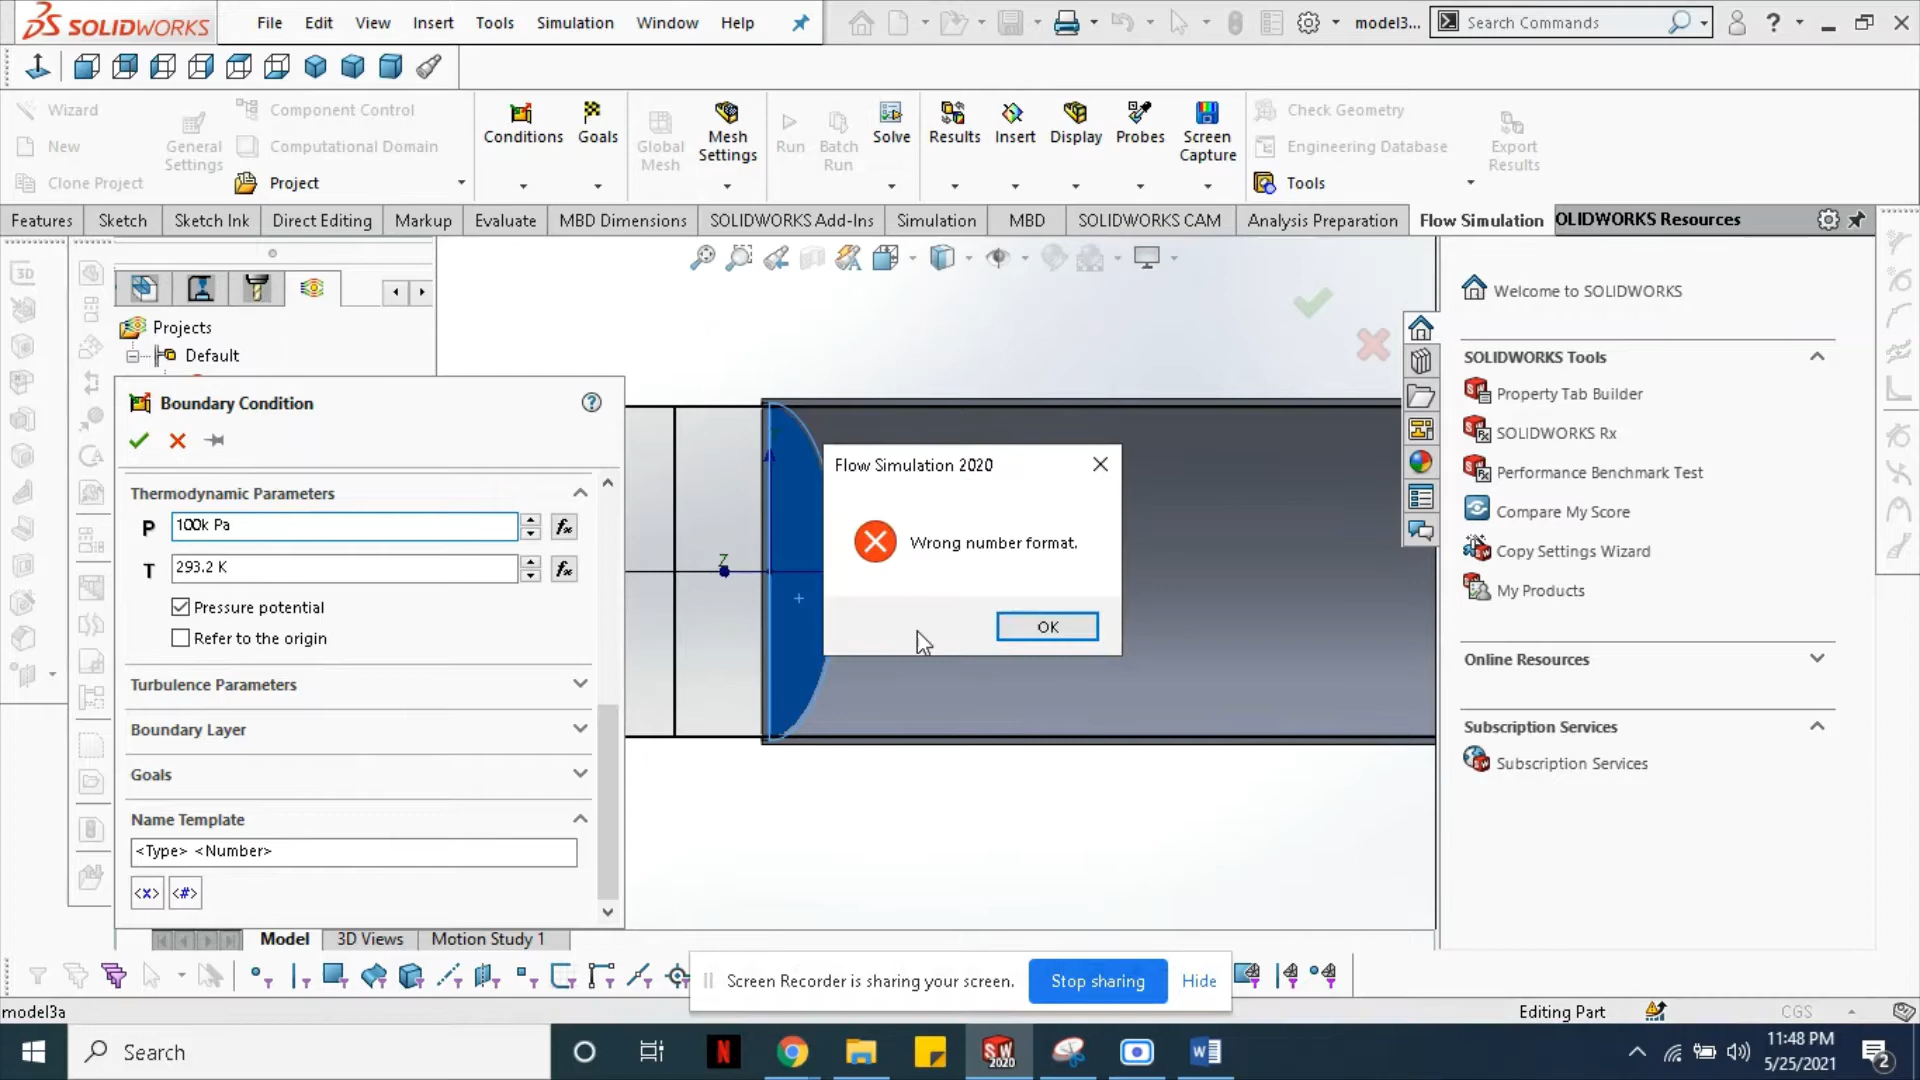 SOLIDWORKS
File Edit View Insert Tools Simulation Window Help
model3...
Search Commands
Wizard
New
Clone Project
General Settings
Component Control
Computational Domain
Project
Conditions
Goals
Global Mesh
Mesh Settings
Run
Batch Run
Solve
Results
Insert
Display
Probes
Screen Capture
Check Geometry
Engineering Database
Tools
Export Results
Features Sketch Sketch Ink Direct Editing Markup Evaluate MBD Dimensions SOLIDWORKS Add-Ins Simulation MBD SOLIDWORKS CAM Analysis Preparation Flow Simulation
OLIDWORKS Resources
3D
Projects
Default
Boundary Condition
Thermodynamic Parameters
P 100k Pa
T 293.2 K
Pressure potential
Refer to the origin
Turbulence Parameters
Boundary Layer
Goals
Name Template
<Type> <Number>
<x> <#>
Z
Flow Simulation 2020
Wrong number format.
OK
Welcome to SOLIDWORKS
SOLIDWORKS Tools
Property Tab Builder
SOLIDWORKS Rx
Performance Benchmark Test
Compare My Score
Copy Settings Wizard
My Products
Online Resources
Subscription Services
Subscription Services
Model 3D Views Motion Study 1
Screen Recorder is sharing your screen. Stop sharing Hide
model3a
Editing Part
CGS
Search
SW 2020
11:48 PM
5/25/2021
2